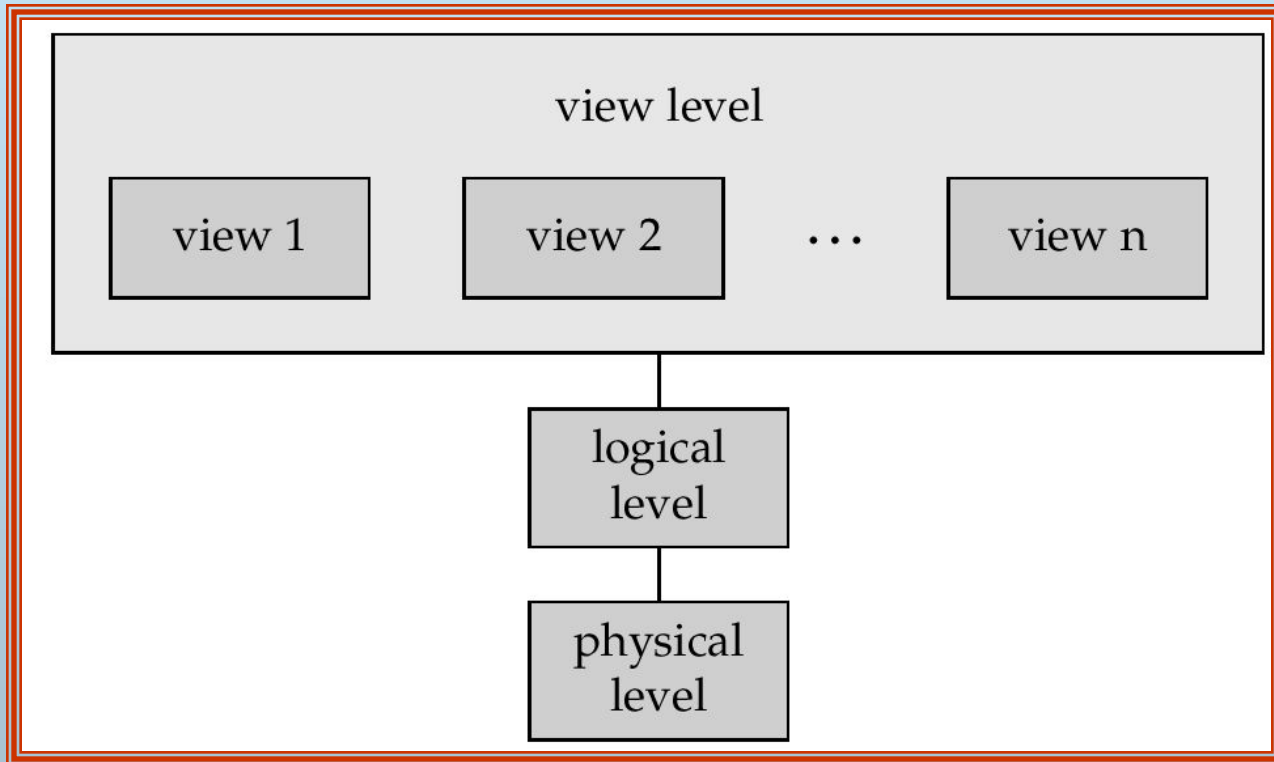 view level
view 1 view 2 ... view n
logical
level
physical
level